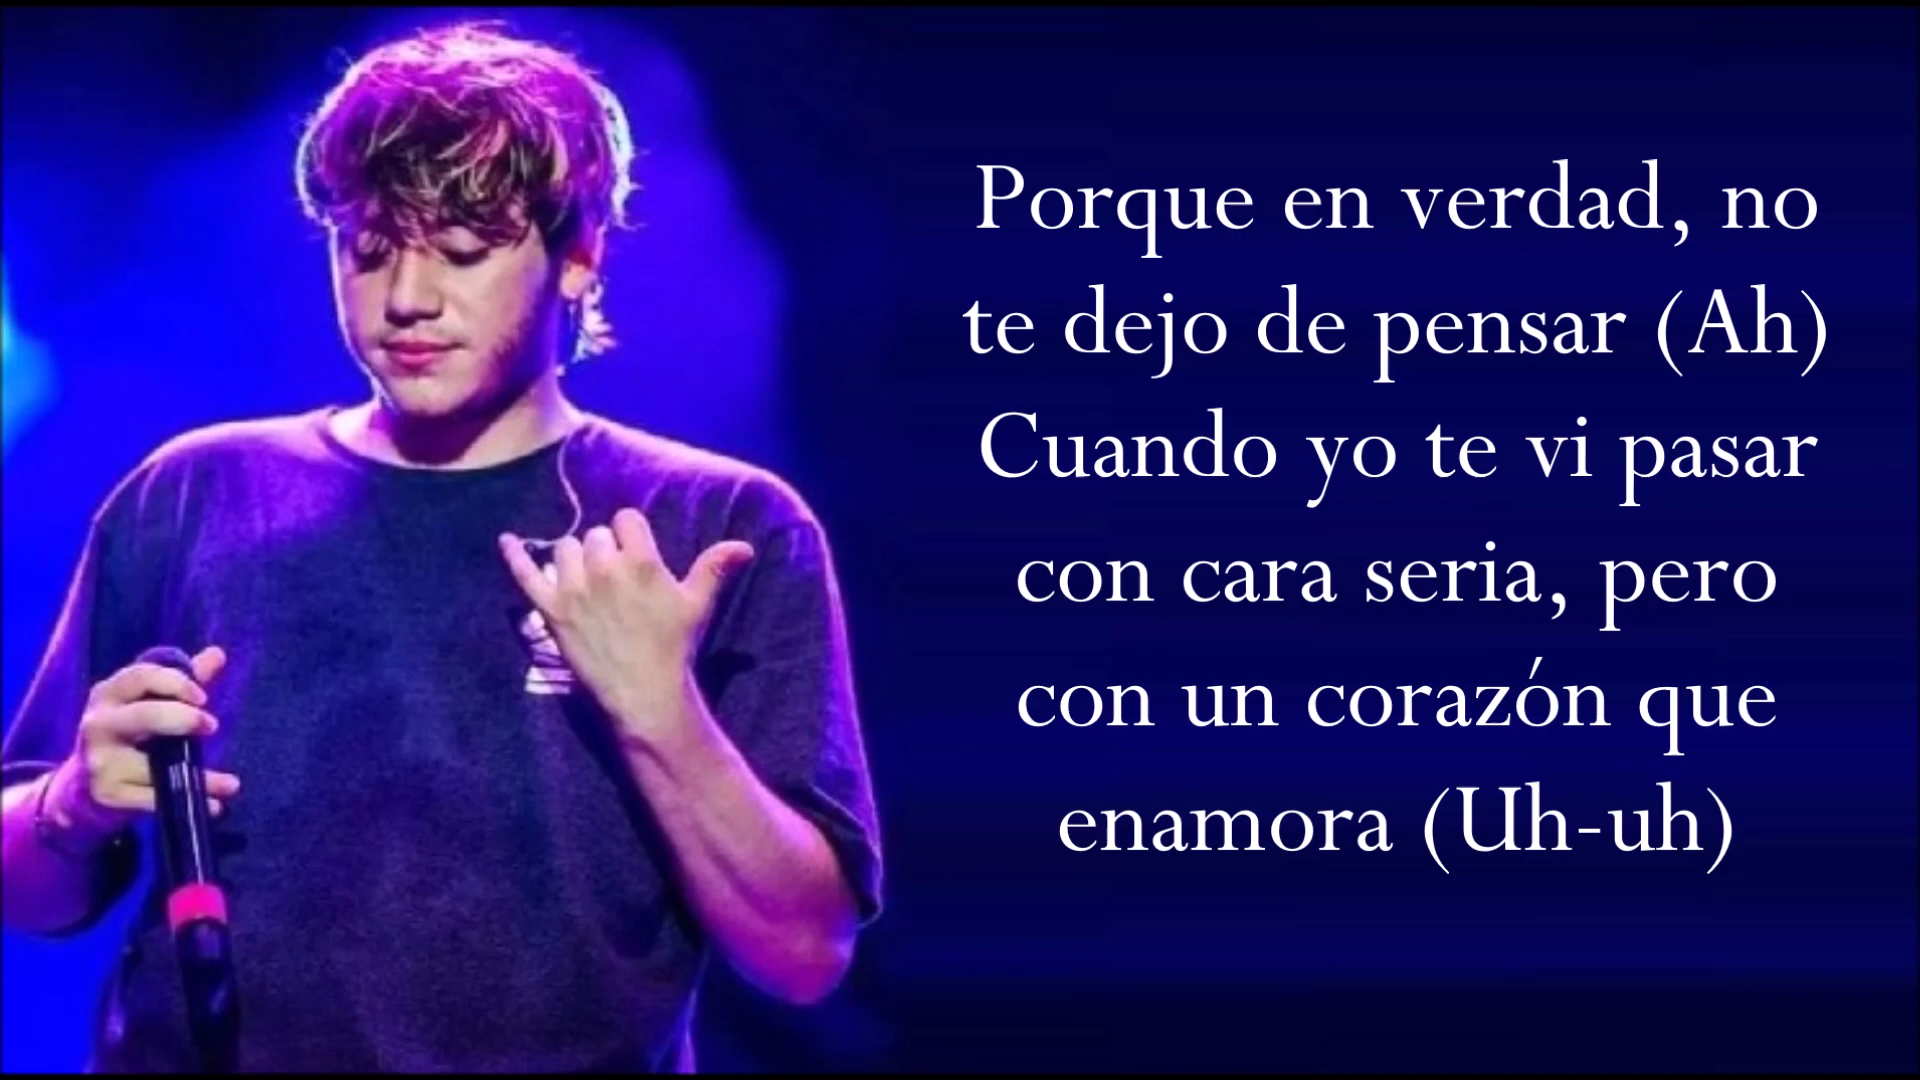 Porque en verdad, no
te dejo de pensar (Ah)
Cuando yo te vi pasar
con cara seria, pero
con un corazón que
enamora (Uh-uh)